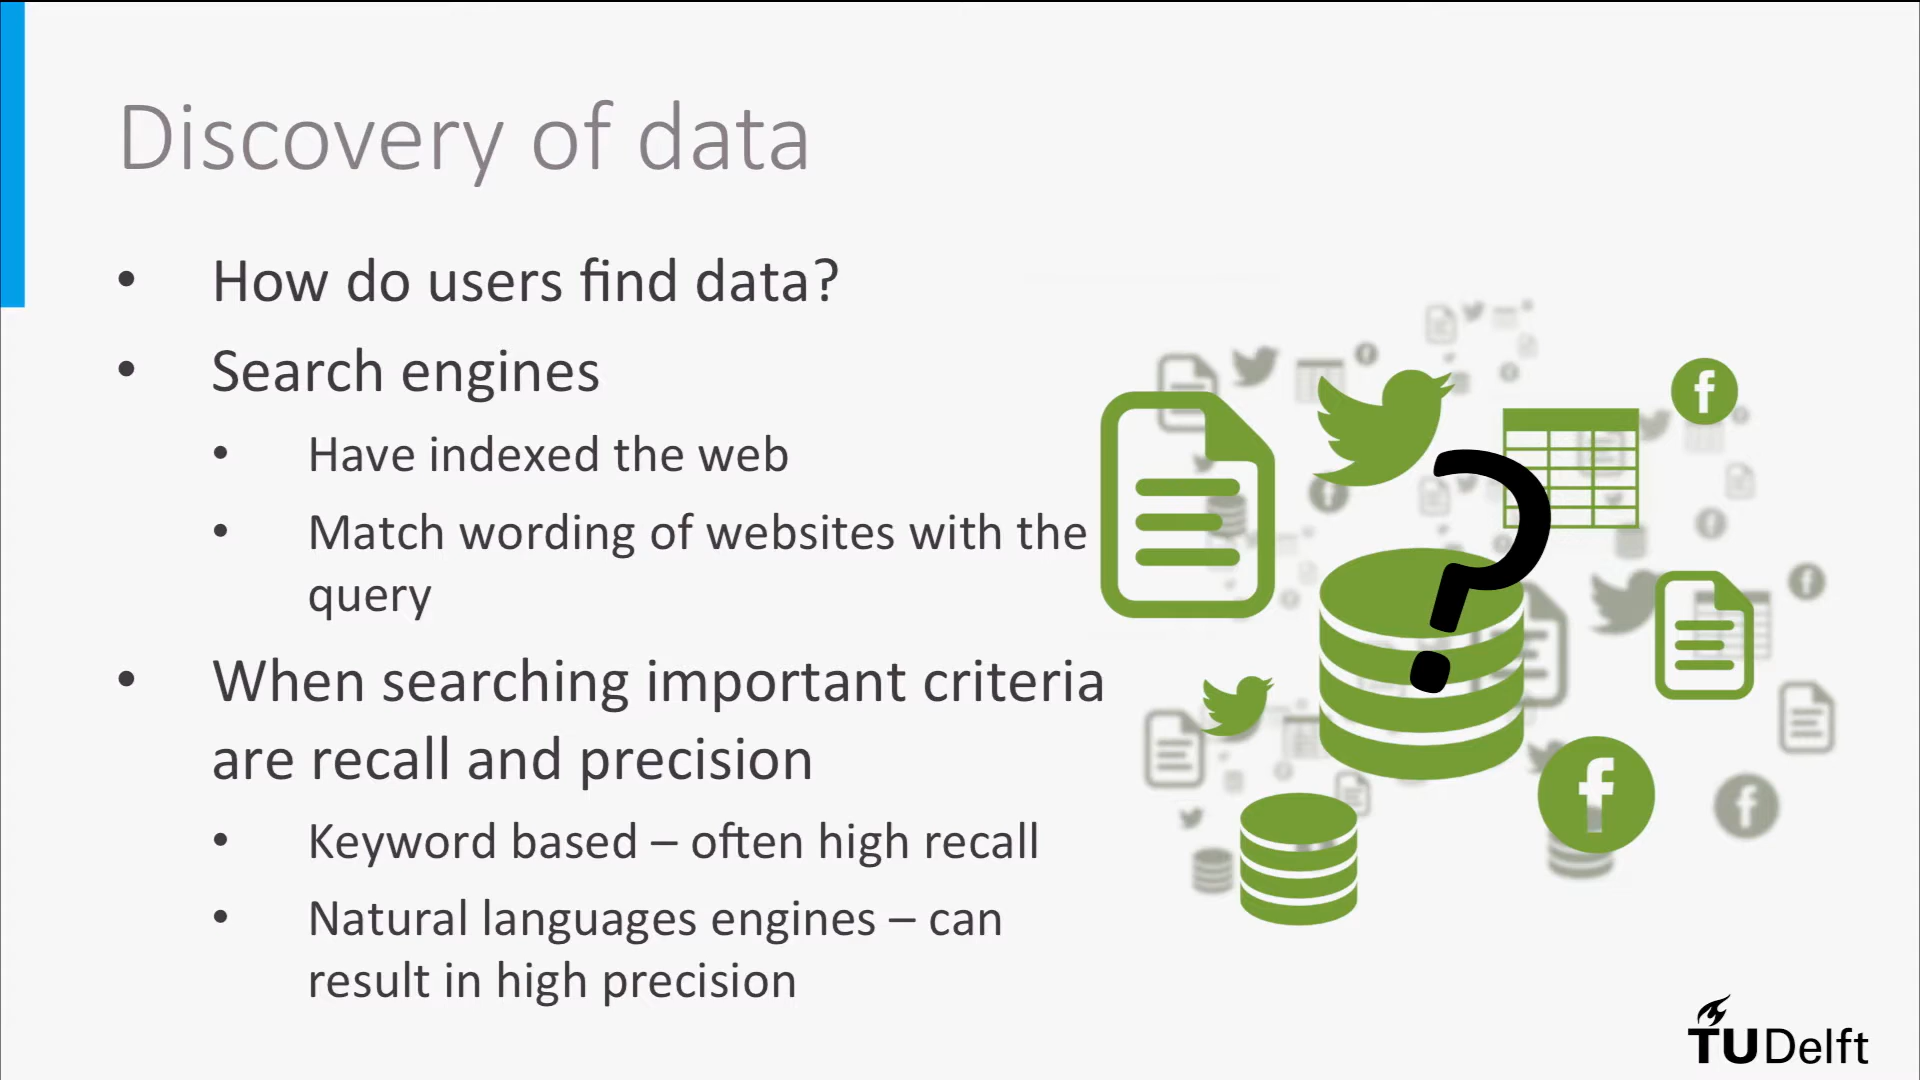 Discovery of data
• How do users find data?
• Search engines
• Have indexed the web
• Match wording of websites with the
query
• When searching important criteria
are recall and precision
• Keyword based – often high recall
• Natural languages engines – can
result in high precision
?
TUDelft